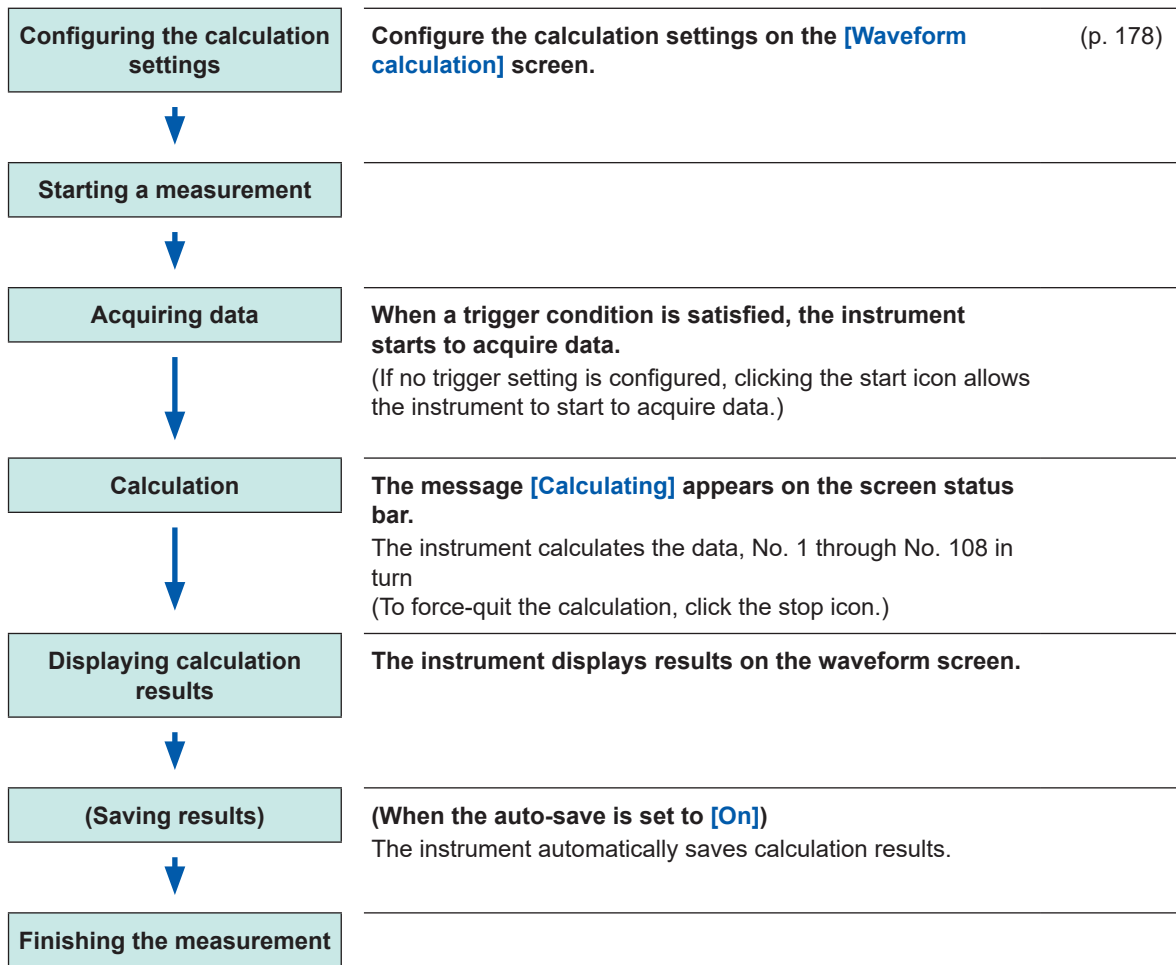 Configuring the calculation
settings
Configure the calculation settings on the [Waveform
calculation] screen.
(p. 178)
Starting a measurement
Acquiring data
When a trigger condition is satisfied, the instrument
starts to acquire data.
(If no trigger setting is configured, clicking the start icon allows
the instrument to start to acquire data.)
Calculation
The message [Calculating] appears on the screen status
bar.
The instrument calculates the data, No. 1 through No. 108 in
turn
(To force-quit the calculation, click the stop icon.)
Displaying calculation
results
The instrument displays results on the waveform screen.
(Saving results)
(When the auto-save is set to [On])
The instrument automatically saves calculation results.
Finishing the measurement